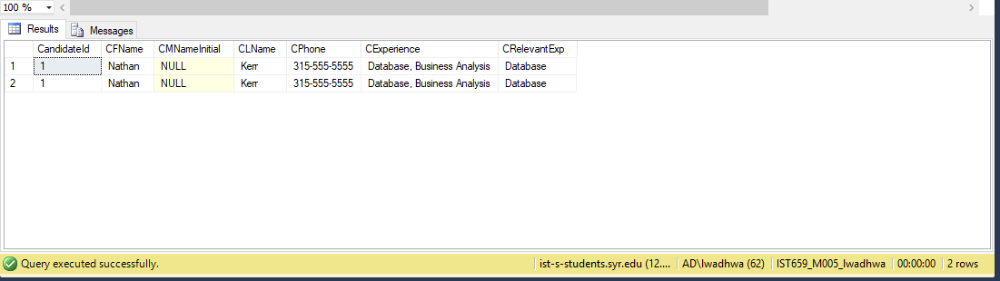 100 %
Results Messages
CandidateId CFName CMNameInitial CLName CPhone CExperience CRelevantExp
1 1 Nathan NULL Kerr 315-555-5555 Database, Business Analysis Database
2 1 Nathan NULL Kerr 315-555-5555 Database, Business Analysis Database
Query executed successfully. ist-s-students.syr.edu (12.... AD\lwadhwa (62) IST659_M005_lwadhwa 00:00:00 2 rows